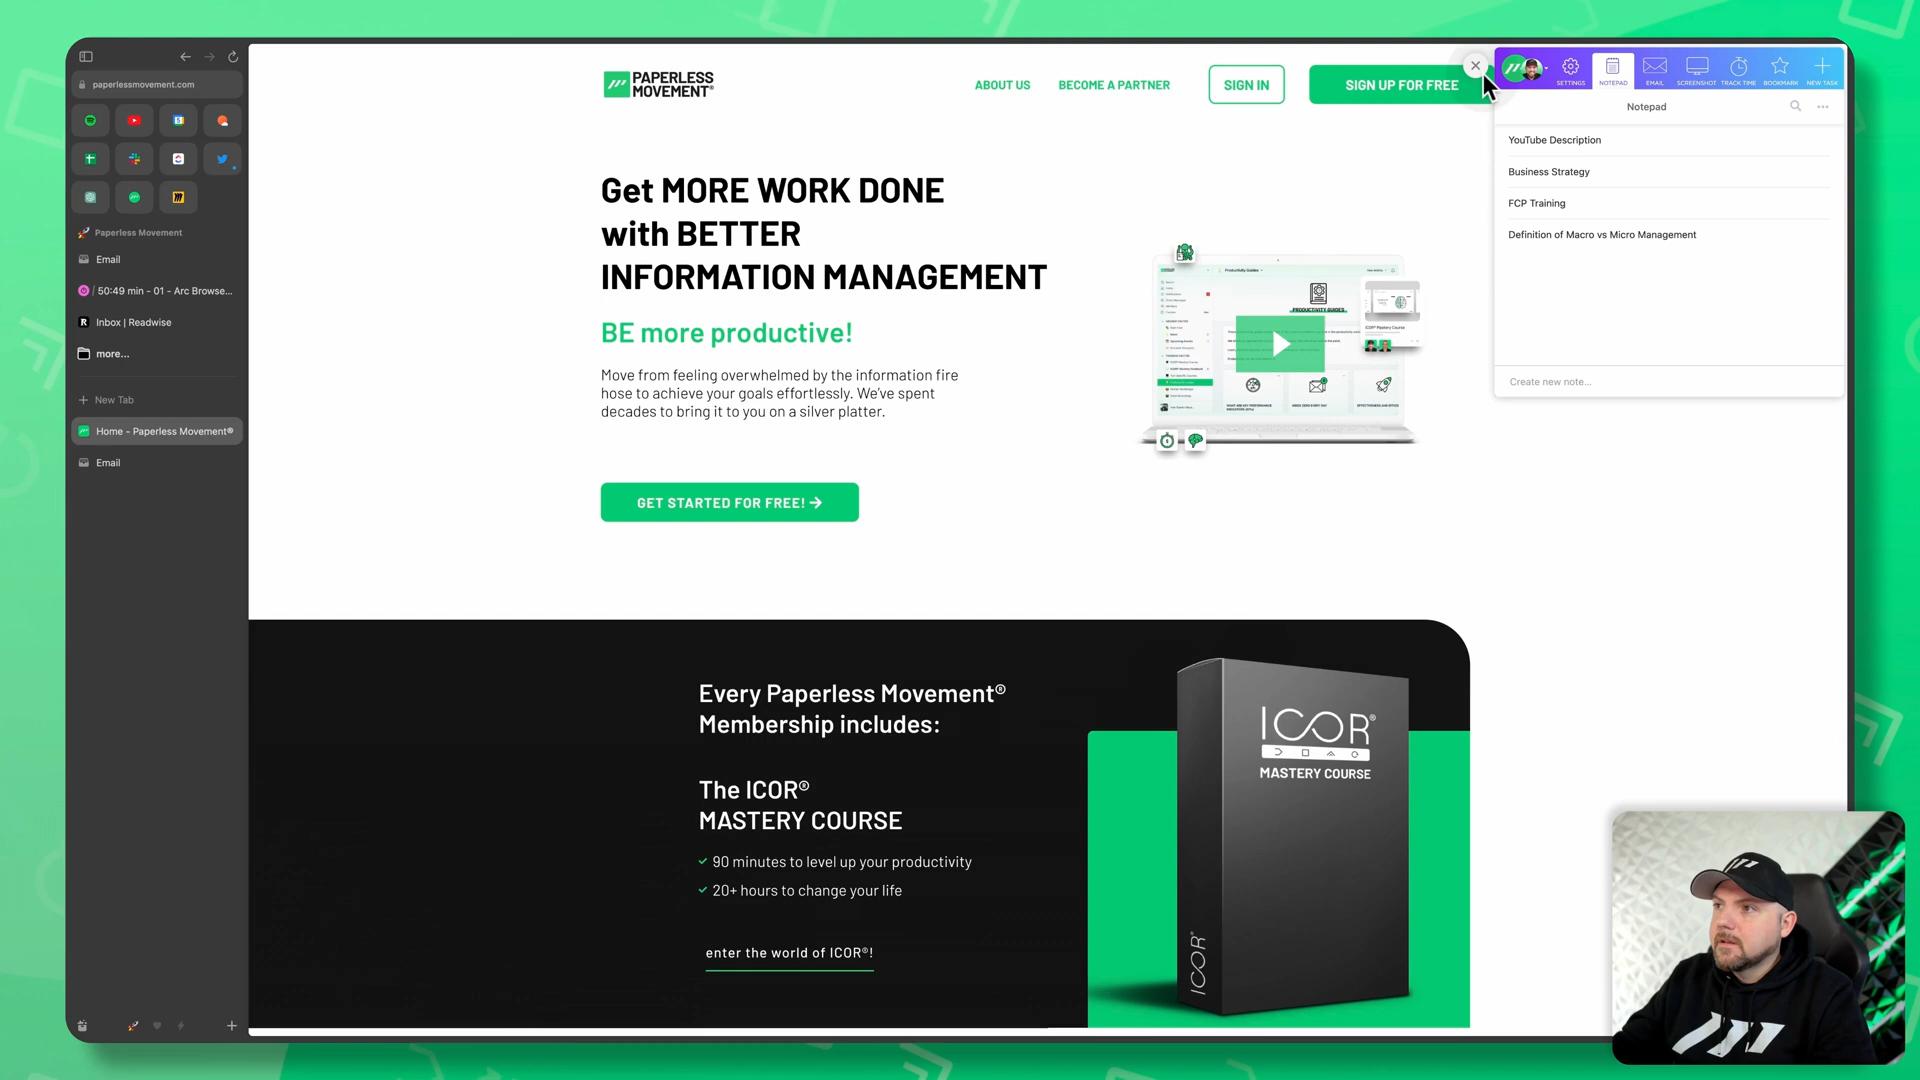 paperlessmovement.com
Paperless Movement
Email
/ 50:49 min - 01 - Arc Browse...
Inbox | Readwise
more...
New Tab
Home - Paperless Movement®
Email
PAPERLESS
MOVEMENT®
ABOUT US
BECOME A PARTNER
SIGN IN
SIGN UP FOR FREE
Get MORE WORK DONE
with BETTER
INFORMATION MANAGEMENT
BE more productive!
Move from feeling overwhelmed by the information fire
hose to achieve your goals effortlessly. We've spent
decades to bring it to you on a silver platter.
GET STARTED FOR FREE!
Productivity Guides
PRODUCTIVITY GUIDES
SETTINGS
NOTEPAD
EMAIL
SCREENSHOT
TRACK TIME
BOOKMARK
NEW TASK
Notepad
YouTube Description
Business Strategy
FCP Training
Definition of Macro vs Micro Management
Create new note...
Every Paperless Movement®
Membership includes:
The ICOR®
MASTERY COURSE
90 minutes to level up your productivity
20+ hours to change your life
enter the world of ICOR®!
ICOR®
MASTERY COURSE
ICOR®